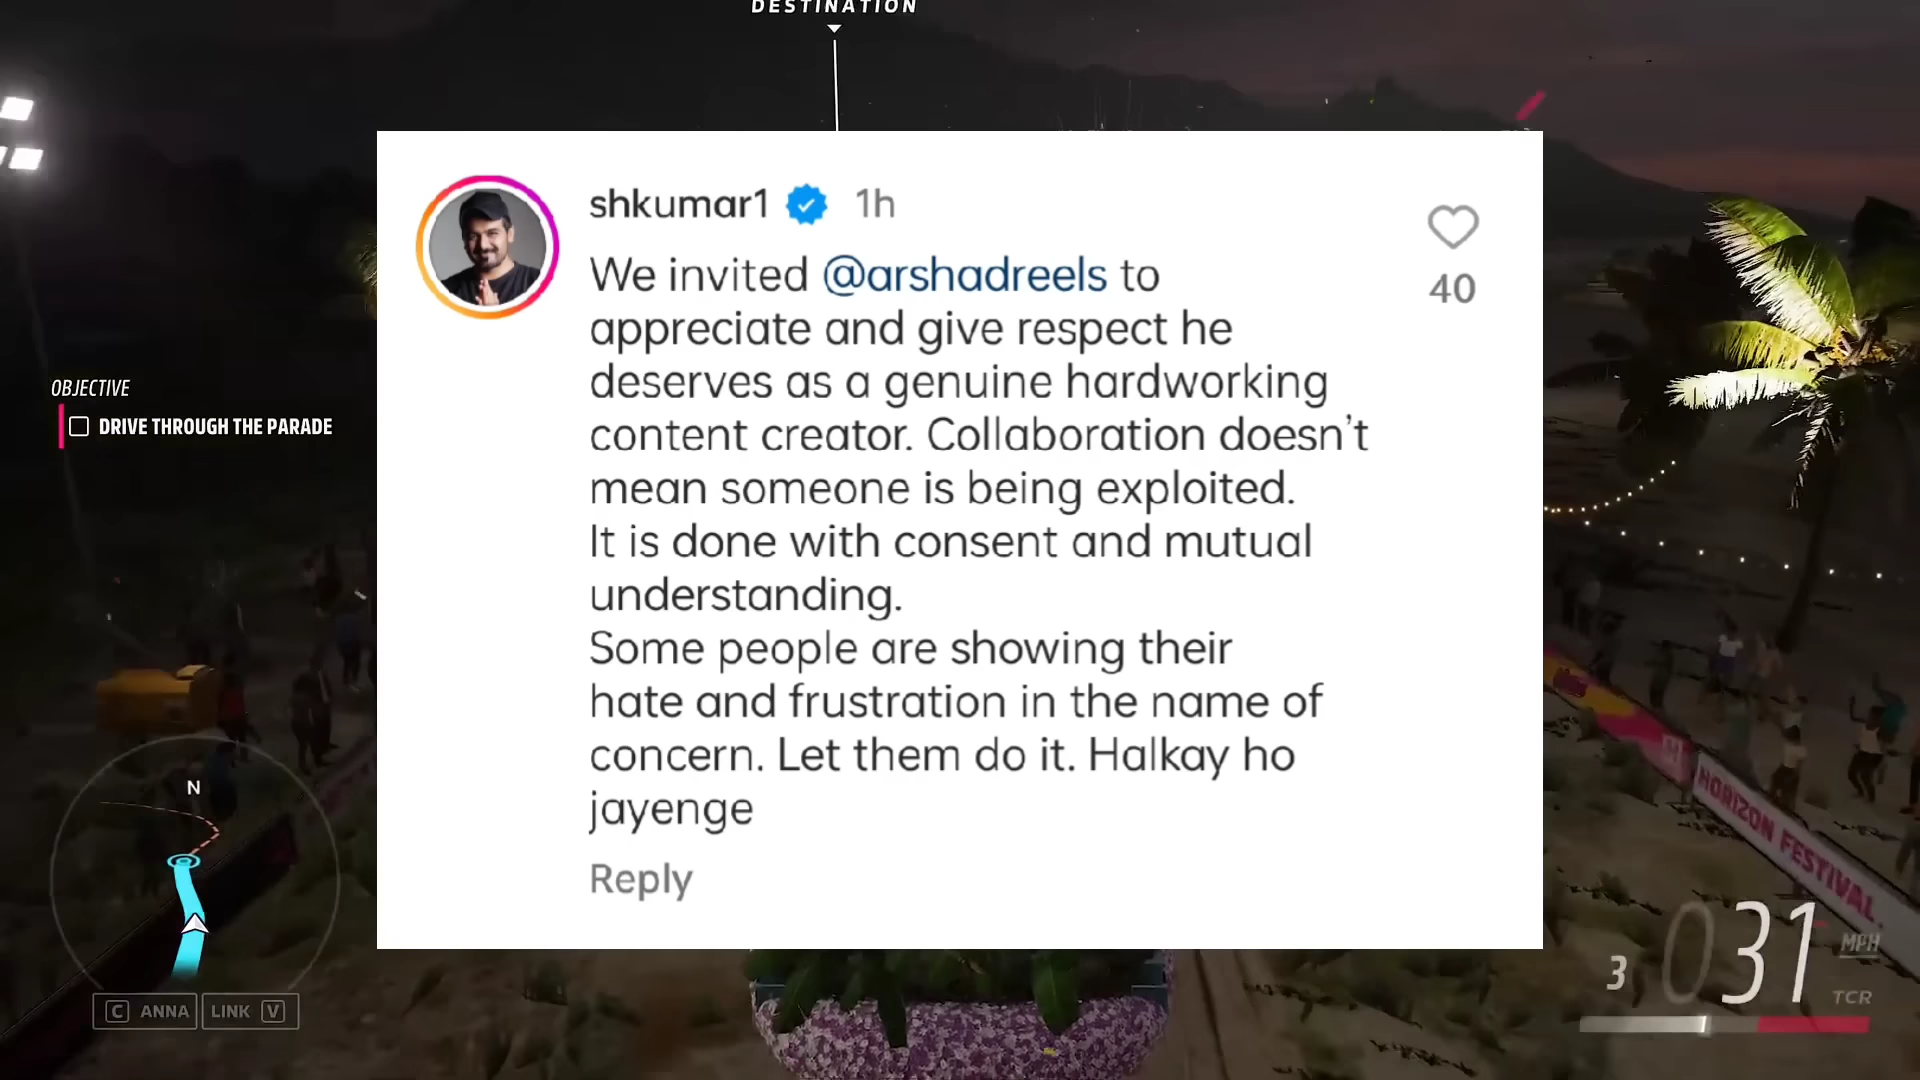 DESTINATION
shkumar1 1h
We invited @arshadreels to
appreciate and give respect he
deserves as a genuine hardworking
content creator. Collaboration doesn't
mean someone is being exploited.
It is done with consent and mutual
understanding.
Some people are showing their
hate and frustration in the name of
concern. Let them do it. Halkay ho
jayenge
Reply
40
OBJECTIVE
DRIVE THROUGH THE PARADE
N
C ANNA LINK V
HORIZON FESTIVAL
3 031 MPH
TCR